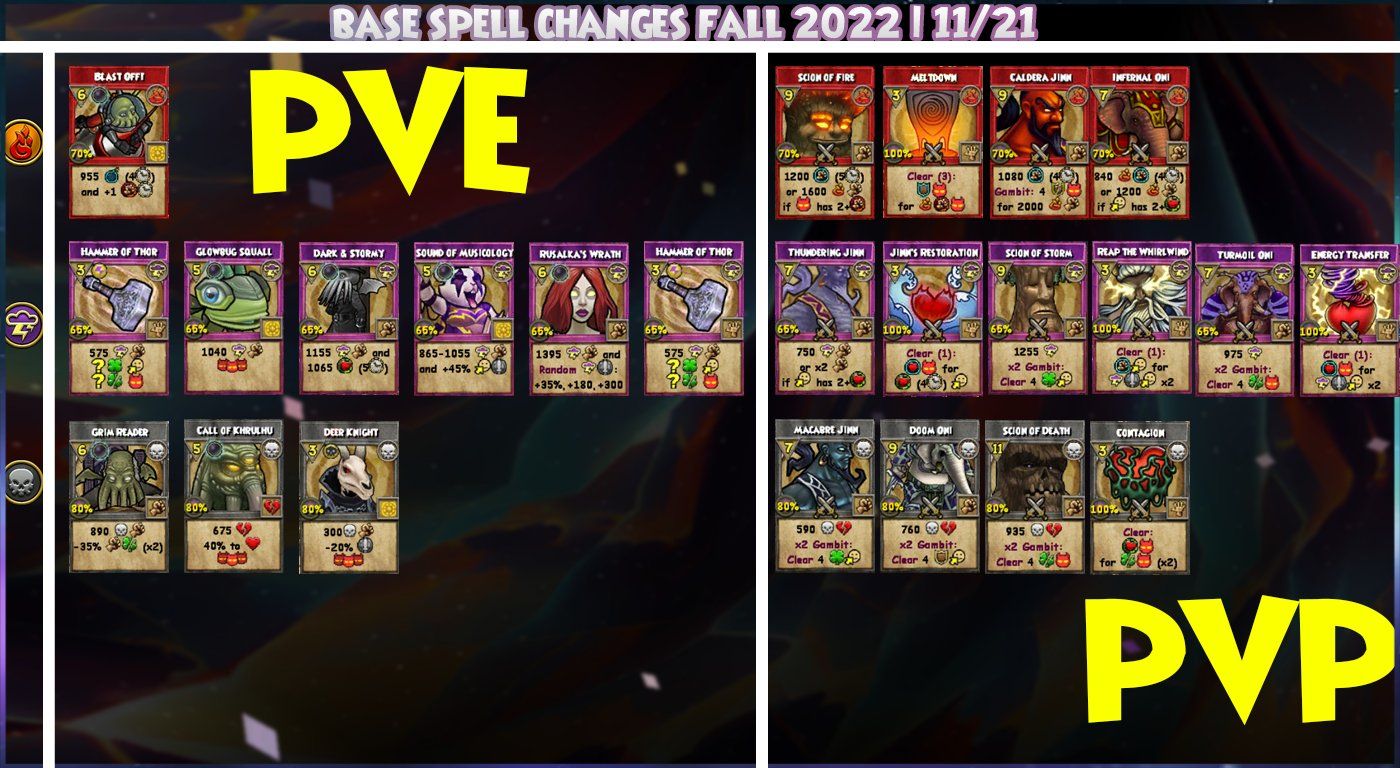 BASE SPELL CHANGES FALL 2022 | 11/21
PVE
BLAST OFF!
6
70%
955 (4
and +1
HAMMER OF THOR
3
65%
575
?
?
GLOWBUG SQUALL
5
65%
1040
DARK & STORMY
6
65%
1155 and
1065 (5
SOUND OF MUSICOLOGY
5
65%
865-1055
and +45%
RUSALKA'S WRATH
6
65%
1395 and
Random :
+35%, +180, +300
HAMMER OF THOR
3
65%
575
?
?
GRIM READER
6
80%
890
-35% (x2)
CALL OF KHRULHU
5
80%
675
40% to
DEER KNIGHT
3
80%
300
-20%
SCION OF FIRE
9
70%
1200 (5
or 1600
if has 2+
MELTDOWN
3
100%
Clear (3):
for
CALDERA JINN
9
70%
1080 (4
Gambit: 4
for 2000
INFERNAL ONI
7
70%
840 (4
or 1200
if has 2+
THUNDERING JINN
7
65%
750
or x2
if has 2+
JINN'S RESTORATION
3
100%
Clear (1):
for
(4
SCION OF STORM
9
65%
1255
x2 Gambit:
Clear 4
REAP THE WHIRLWIND
3
100%
Clear (1):
for
x2
TURMOIL ONI
7
65%
975
x2 Gambit:
Clear 4
ENERGY TRANSFER
3
100%
Clear (1):
for
x2
MACABRE JINN
7
80%
590
x2 Gambit:
Clear 4
DOOM ONI
9
80%
760
x2 Gambit:
Clear 4
SCION OF DEATH
11
80%
935
x2 Gambit:
Clear 4
CONTAGION
3
100%
Clear:
for (x2)
PVP